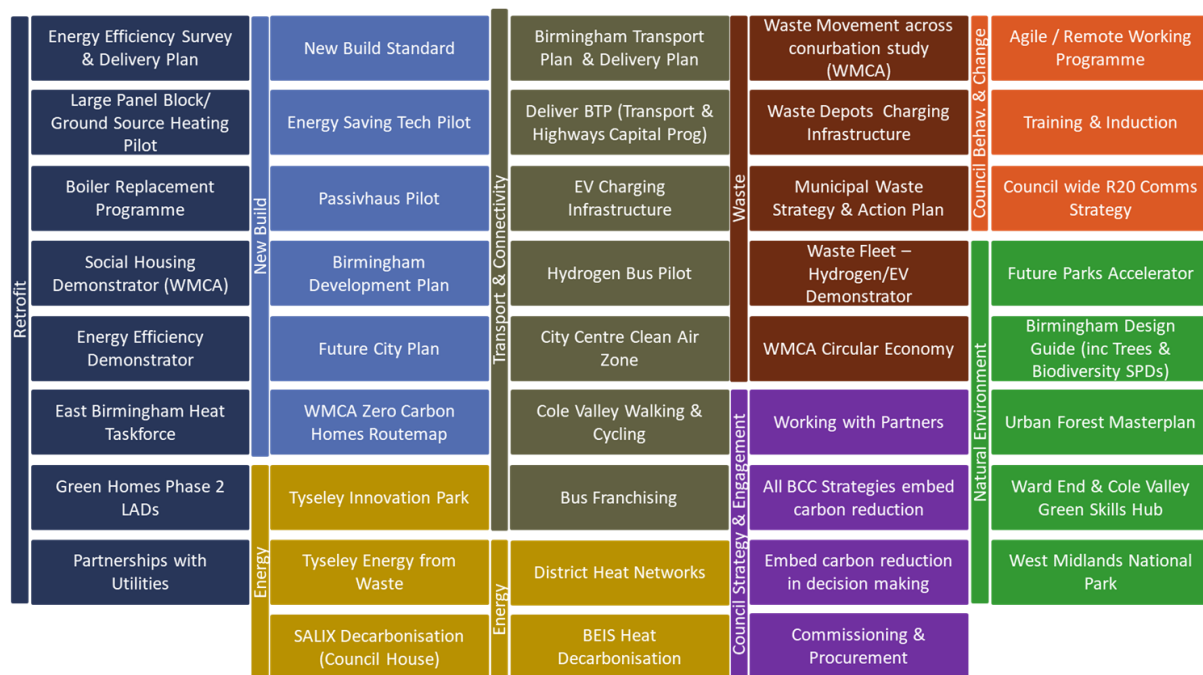 Retrofit
Energy Efficiency Survey
& Delivery Plan
Large Panel Block/
Ground Source Heating
Pilot
Boiler Replacement
Programme
Social Housing
Demonstrator (WMCA)
Energy Efficiency
Demonstrator
East Birmingham Heat
Taskforce
Green Homes Phase 2
LADs
Partnerships with
Utilities
New Build
New Build Standard
Energy Saving Tech Pilot
Passivhaus Pilot
Birmingham
Development Plan
Future City Plan
WMCA Zero Carbon
Homes Routemap
Energy
Tyseley Innovation Park
Tyseley Energy from
Waste
SALIX Decarbonisation
(Council House)
Transport & Connectivity
Birmingham Transport
Plan & Delivery Plan
Deliver BTP (Transport &
Highways Capital Prog)
EV Charging
Infrastructure
Hydrogen Bus Pilot
City Centre Clean Air
Zone
Cole Valley Walking &
Cycling
Bus Franchising
Energy
District Heat Networks
BEIS Heat
Decarbonisation
Waste
Waste Movement across
conurbation study
(WMCA)
Waste Depots Charging
Infrastructure
Municipal Waste
Strategy & Action Plan
Waste Fleet –
Hydrogen/EV
Demonstrator
WMCA Circular Economy
Council Strategy & Engagement
Working with Partners
All BCC Strategies embed
carbon reduction
Embed carbon reduction
in decision making
Commissioning &
Procurement
Council Behav. & Change
Agile / Remote Working
Programme
Training & Induction
Council wide R20 Comms
Strategy
Natural Environment
Future Parks Accelerator
Birmingham Design
Guide (inc Trees &
Biodiversity SPDs)
Urban Forest Masterplan
Ward End & Cole Valley
Green Skills Hub
West Midlands National
Park